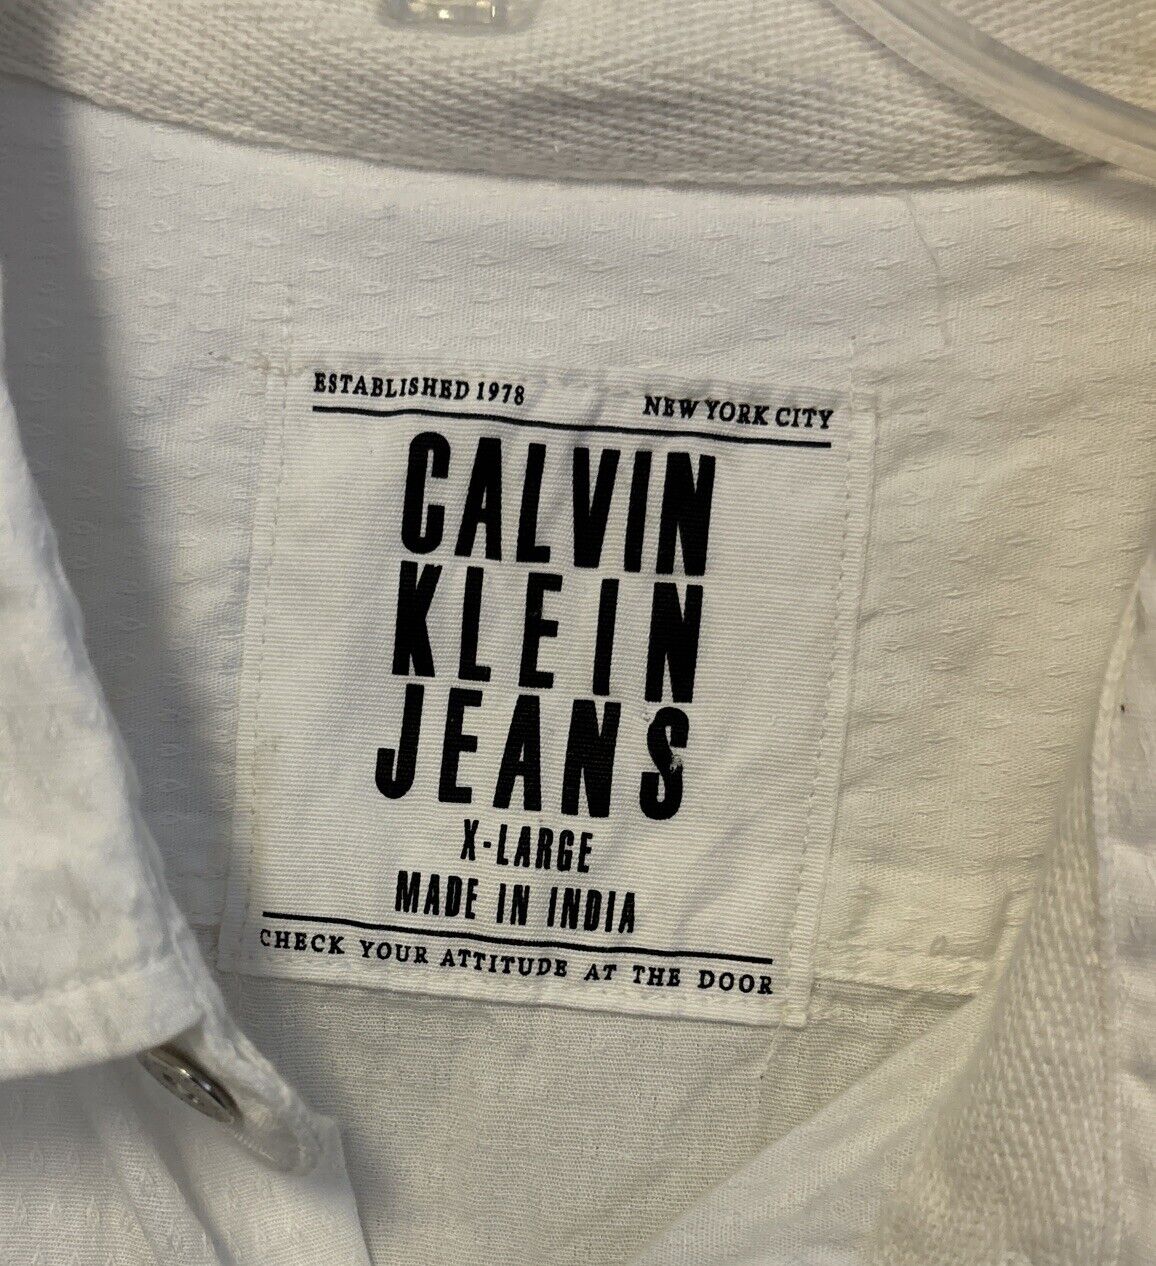 ESTABLISHED 1978 NEW YORK CITY
CALVIN
KLEIN
JEANS
X-LARGE
MADE IN INDIA
CHECK YOUR ATTITUDE AT THE DOOR